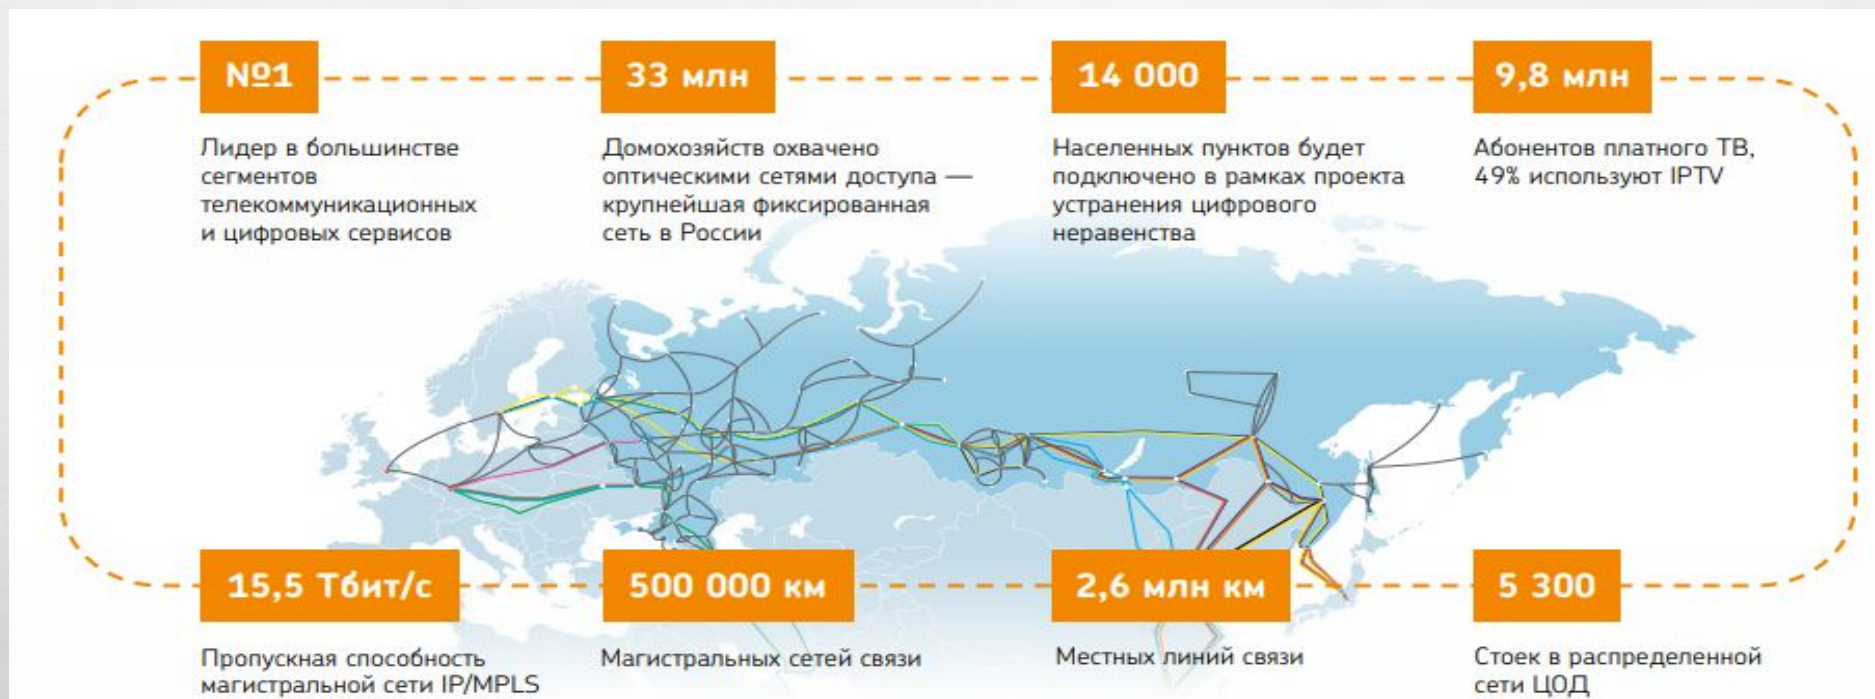 №1
Лидер в большинстве
сегментов
телекоммуникационных
и цифровых сервисов
33 млн
Домохозяйств охвачено
оптическими сетями доступа —
крупнейшая фиксированная
сеть в России
14 000
Населенных пунктов будет
подключено в рамках проекта
устранения цифрового
неравенства
9,8 млн
Абонентов платного ТВ,
49% используют IPTV
15,5 Тбит/с
Пропускная способность
магистральной сети IP/MPLS
500 000 км
Магистральных сетей связи
2,6 млн км
Местных линий связи
5 300
Стоек в распределенной
сети ЦОД